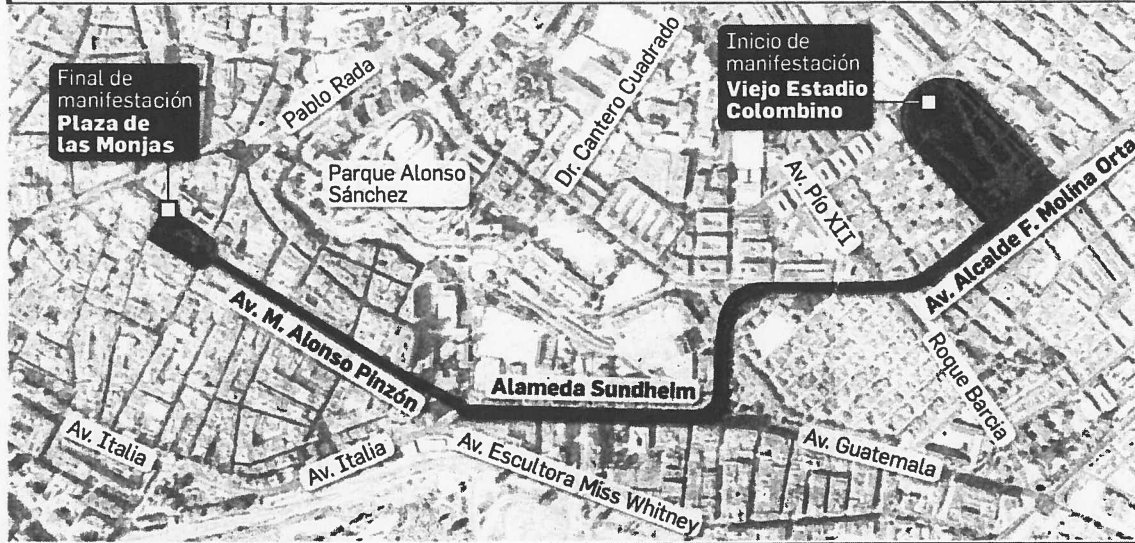 Final de
manifestación
Plaza de
las Monjas
Pablo Rada
Parque Alonso
Sánchez
Dr. Cantero Cuadrado
Inicio de
manifestación
Viejo Estadio
Colombino
Av. Pío XII
Av. Alcalde F. Molina Orta
Roque Barcia
Av. M. Alonso Pinzón
Alameda Sundheim
Av. Italia
Av. Italia
Av. Escultora Miss Whitney
Av. Guatemala